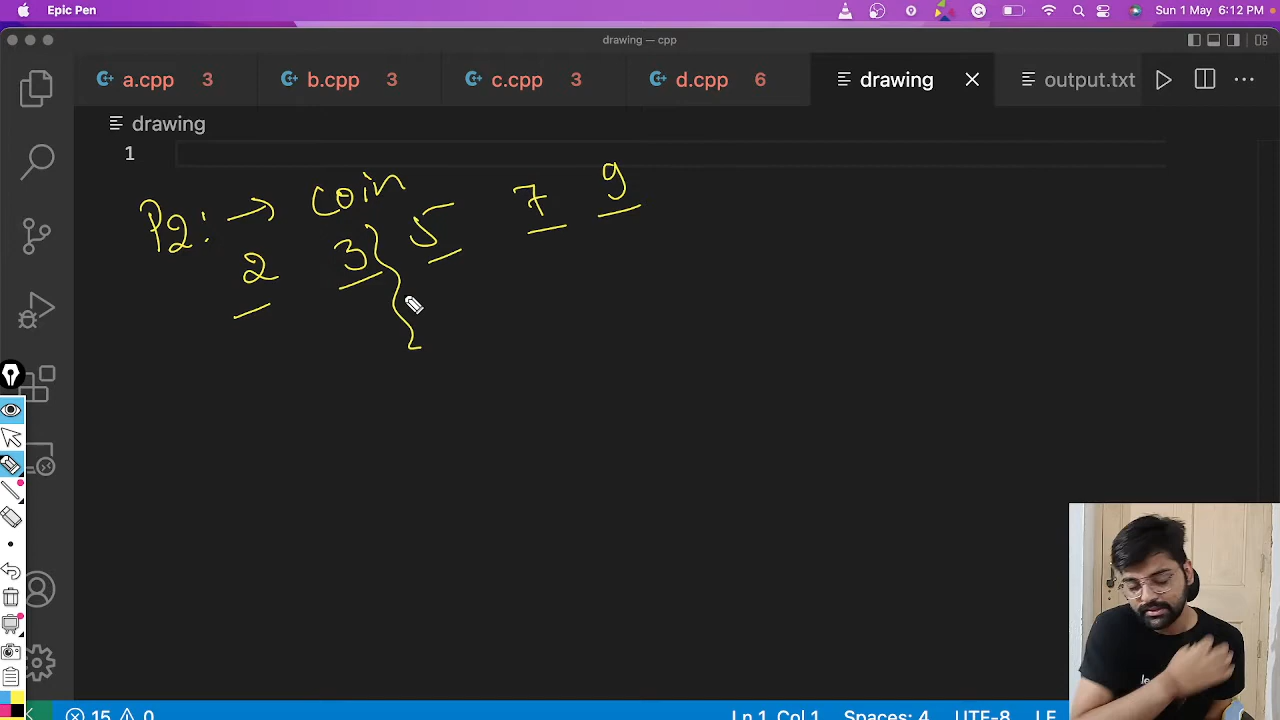 Epic Pen
Sun 1 May 6:12 PM
drawing — cpp
a.cpp 3 b.cpp 3 c.cpp 3 d.cpp 6 drawing output.txt
drawing
1
P2: → coin
2 3 5 7 9
15 0 Ln 1, Col 1 Spaces: 4 UTF-8 LF